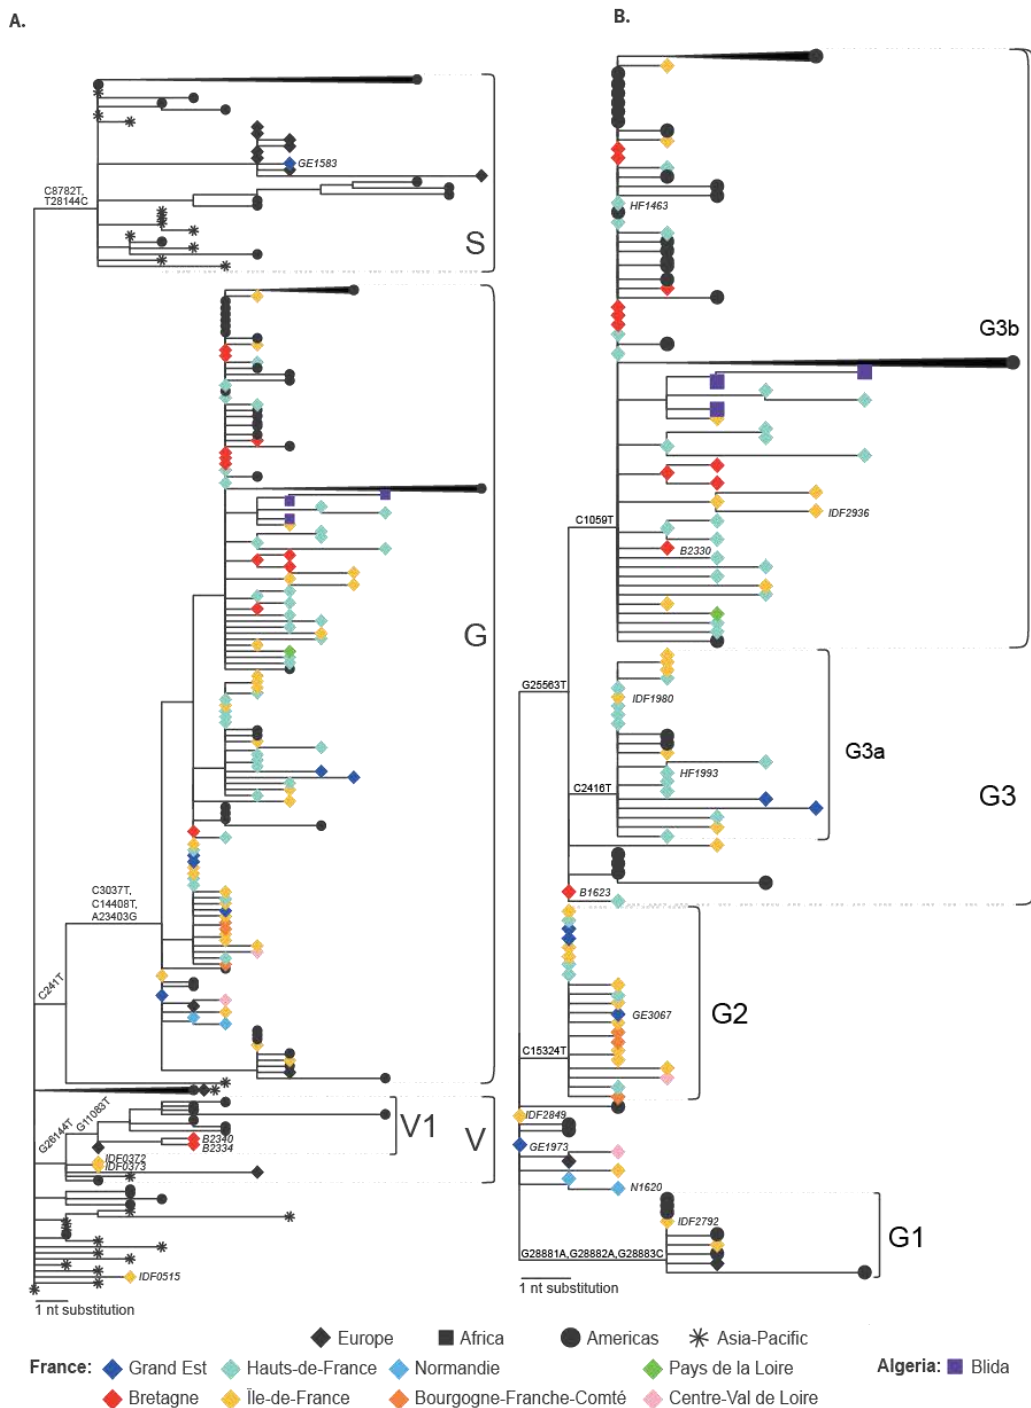 A.
B.
GE1583
C8782T,
T28144C
S
HF1463
G3b
G
C1059T
IDF2936
B2330
G25563T
IDF1980
G3a
HF1993
G3
C2416T
B1623
C3037T,
C14408T,
A23403G
G2
GE3067
C15324T
C241T
IDF2849
GE1973
N1620
G26144T
G11083T
V1
V
B2340
B2334
IDF0372
IDF0373
IDF2792
G1
G28881A,G28882A,G28883C
IDF0515
1 nt substitution
1 nt substitution
Europe Africa Americas Asia-Pacific
France: Grand Est Hauts-de-France Normandie Pays de la Loire Algeria: Blida
Bretagne Île-de-France Bourgogne-Franche-Comté Centre-Val de Loire